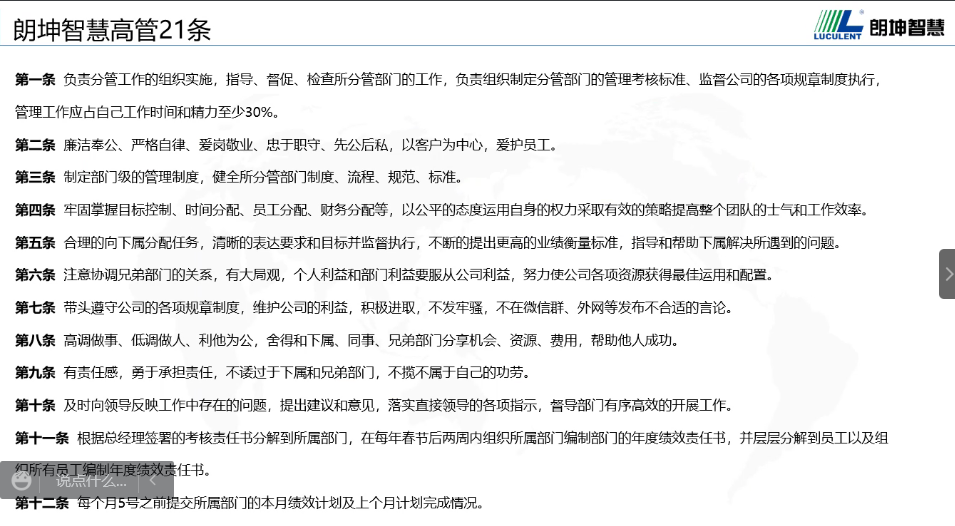 朗坤智慧高管21条
LUCULENT
朗坤智慧
第一条 负责分管工作的组织实施，指导、督促、检查所分管部门的工作，负责组织制定分管部门的管理考核标准、监督公司的各项规章制度执行，
管理工作应占自己工作时间和精力至少30%。
第二条 廉洁奉公、严格自律、爱岗敬业、忠于职守、先公后私，以客户为中心，爱护员工。
第三条 制定部门级的管理制度，健全所分管部门制度、流程、规范、标准。
第四条 牢固掌握目标控制、时间分配、员工分配、财务分配等，以公平的态度运用自身的权力采取有效的策略提高整个团队的士气和工作效率。
第五条 合理的向下属分配任务，清晰的表达要求和目标并监督执行，不断的提出更高的业绩衡量标准，指导和帮助下属解决所遇到的问题。
第六条 注意协调兄弟部门的关系，有大局观，个人利益和部门利益要服从公司利益，努力使公司各项资源获得最佳运用和配置。
第七条 带头遵守公司的各项规章制度，维护公司的利益，积极进取，不发牢骚，不在微信群、外网等发布不合适的言论。
第八条 高调做事、低调做人、利他为公，舍得和下属、同事、兄弟部门分享机会、资源、费用，帮助他人成功。
第九条 有责任感，勇于承担责任，不诿过于下属和兄弟部门，不揽不属于自己的功劳。
第十条 及时向领导反映工作中存在的问题，提出建议和意见，落实直接领导的各项指示，督导部门有序高效的开展工作。
第十一条 根据总经理签署的考核责任书分解到所属部门，在每年春节后两周内组织所属部门编制部门的年度绩效责任书，并层层分解到员工以及组
织所有员工编制年度绩效责任书。
说点什么...
第十二条 每个月5号之前提交所属部门的本月绩效计划及上个月计划完成情况。